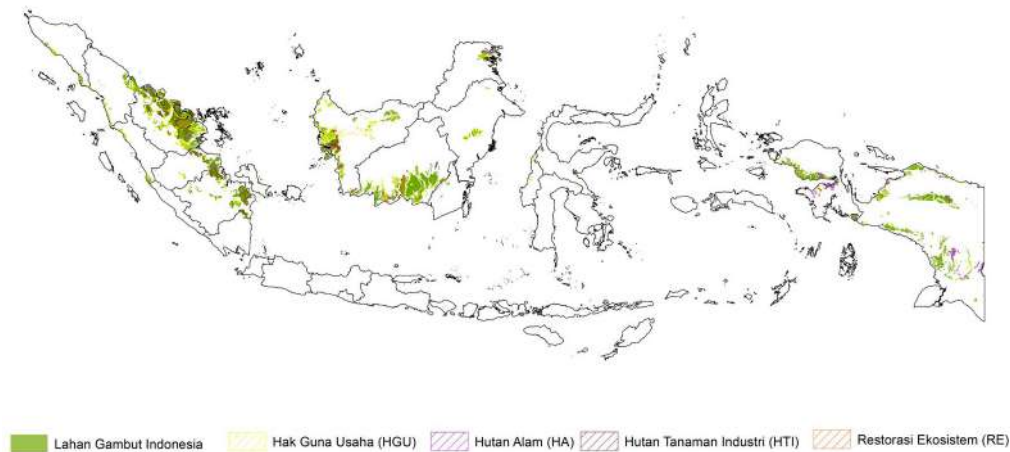 Lahan Gambut Indonesia
Hak Guna Usaha (HGU)
Hutan Alam (HA)
Hutan Tanaman Industri (HTI)
Restorasi Ekosistem (RE)